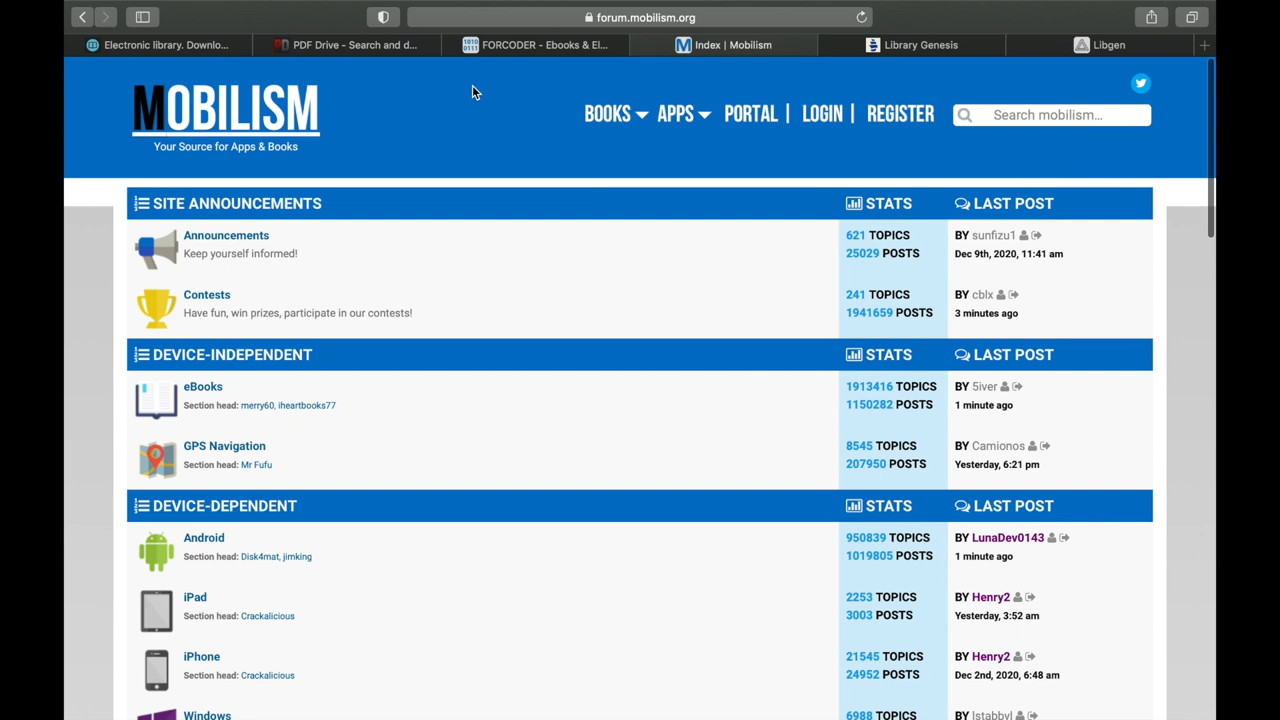 forum.mobilism.org
Electronic library. Downlo...
PDF Drive - Search and d...
FORCODER - Ebooks & El...
Index | Mobilism
Library Genesis
Libgen
MOBILISM
Your Source for Apps & Books
BOOKS APPS PORTAL | LOGIN | REGISTER
Search mobilism...
SITE ANNOUNCEMENTS STATS LAST POST
Announcements 621 TOPICS BY sunfizu1
Keep yourself informed! 25029 POSTS Dec 9th, 2020, 11:41 am
Contests 241 TOPICS BY cblx
Have fun, win prizes, participate in our contests! 1941659 POSTS 3 minutes ago
DEVICE-INDEPENDENT STATS LAST POST
eBooks 1913416 TOPICS BY 5iver
Section head: merry60, iheartbooks77 1150282 POSTS 1 minute ago
GPS Navigation 8545 TOPICS BY Camionos
Section head: Mr Fufu 207950 POSTS Yesterday, 6:21 pm
DEVICE-DEPENDENT STATS LAST POST
Android 950839 TOPICS BY LunaDev0143
Section head: Disk4mat, jimking 1019805 POSTS 1 minute ago
iPad 2253 TOPICS BY Henry2
Section head: Crackalicious 3003 POSTS Yesterday, 3:52 am
iPhone 21545 TOPICS BY Henry2
Section head: Crackalicious 24952 POSTS Dec 2nd, 2020, 6:48 am
Windows 6988 TOPICS BY